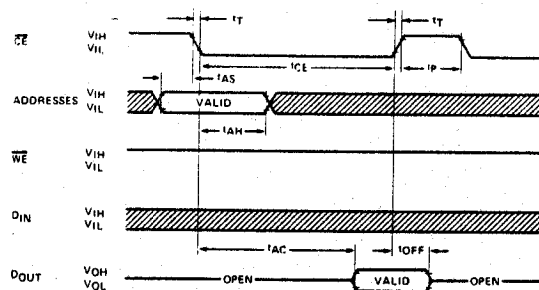 tT tT
CE VIH
VIL
tCE tP
tAS
ADDRESSES VIH
VIL VALID
tAH
WE VIH
VIL
DIN VIH
VIL
tAC tOFF
DOUT VOH
VOL OPEN VALID OPEN